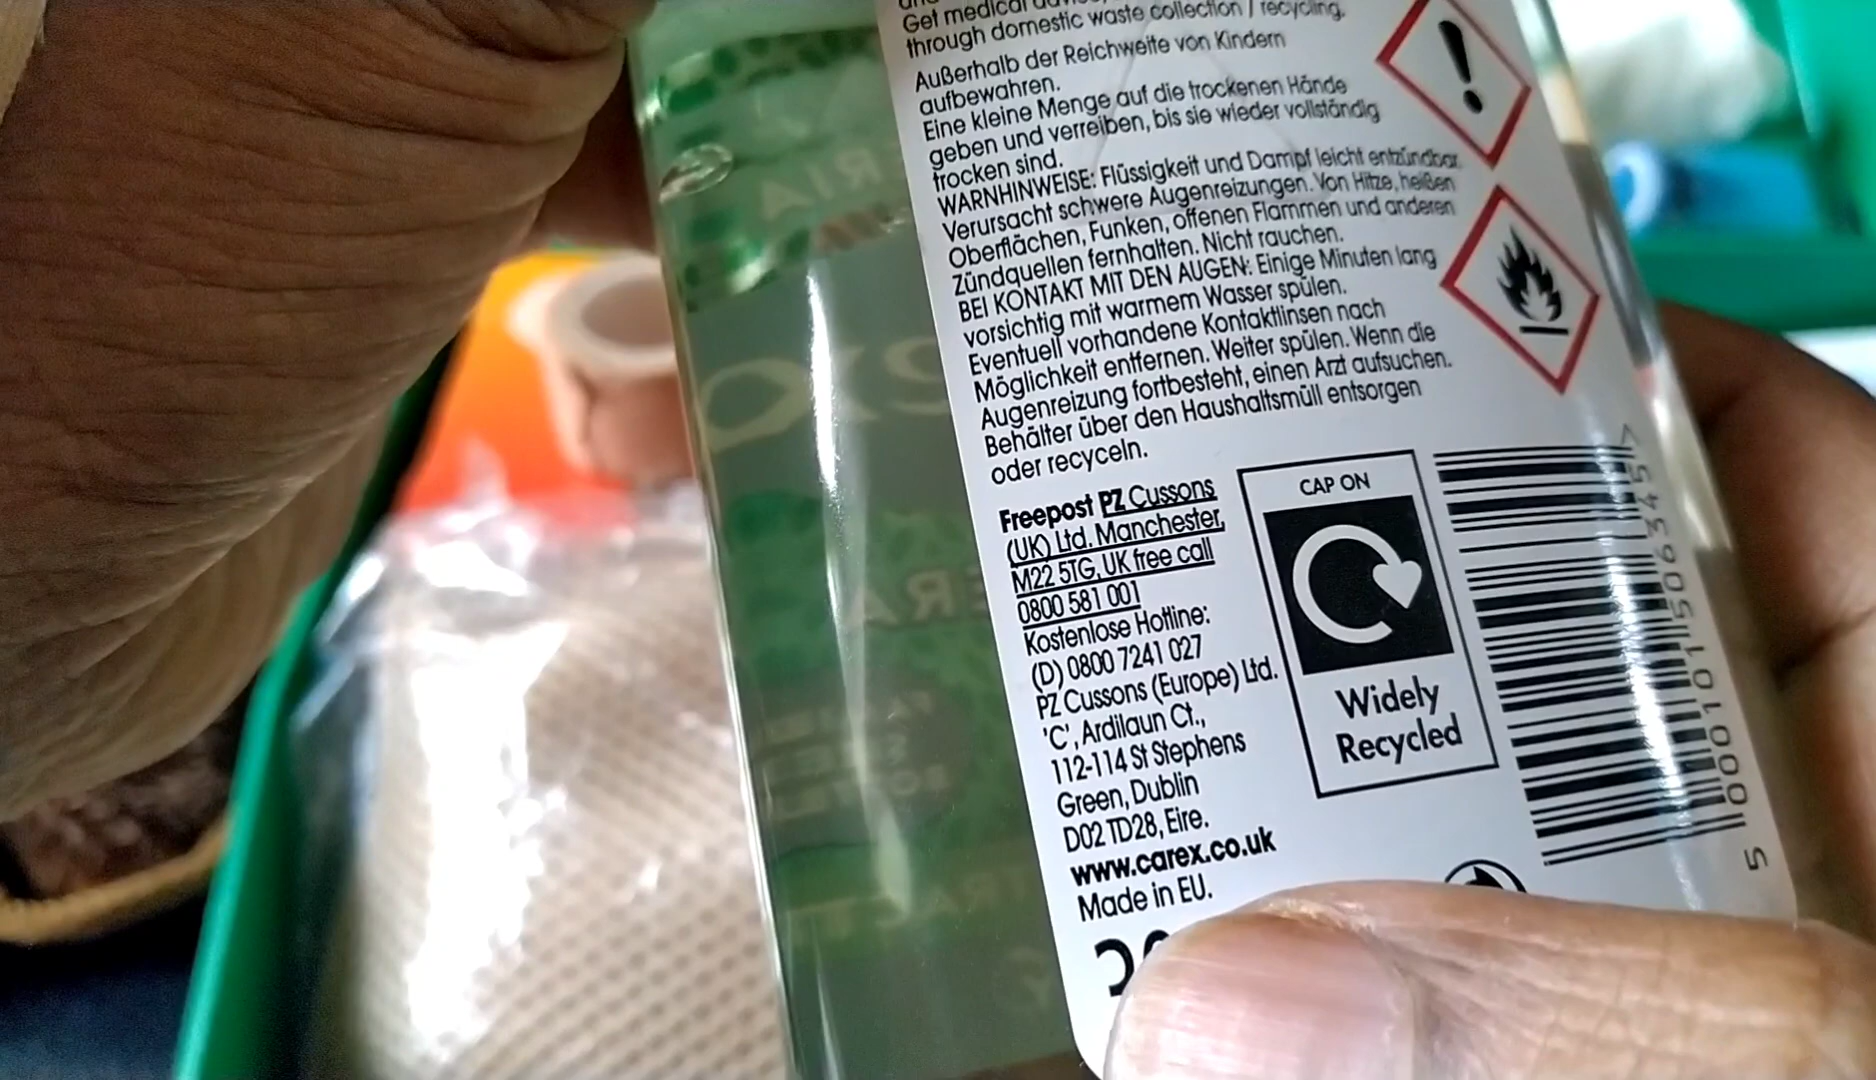 Get medical
through domestic waste collection / recycling.
Außerhalb der Reichweite von Kindern
aufbewahren.
Eine kleine Menge auf die trockenen Hände
geben und verreiben, bis sie wieder vollständig
trocken sind.
WARNHINWEISE: Flüssigkeit und Dampf leicht entzündbar.
Verursacht schwere Augenreizungen. Von Hitze, heißen
Oberflächen, Funken, offenen Flammen und anderen
Zündquellen fernhalten. Nicht rauchen.
BEI KONTAKT MIT DEN AUGEN: Einige Minuten lang
vorsichtig mit warmem Wasser spülen.
Eventuell vorhandene Kontaktlinsen nach
Möglichkeit entfernen. Weiter spülen. Wenn die
Augenreizung fortbesteht, einen Arzt aufsuchen.
Behälter über den Haushaltsmüll entsorgen
oder recyceln.
Freepost PZ Cussons
(UK) Ltd. Manchester,
M22 5TG, UK free call
0800 581 001
Kostenlose Hotline:
(D) 0800 7241 027
PZ Cussons (Europe) Ltd.
'C', Ardilaun Ct.,
112-114 St Stephens
Green, Dublin
D02 TD28, Eire.
www.carex.co.uk
Made in EU.
CAP ON
Widely
Recycled
5 000101 506345 >